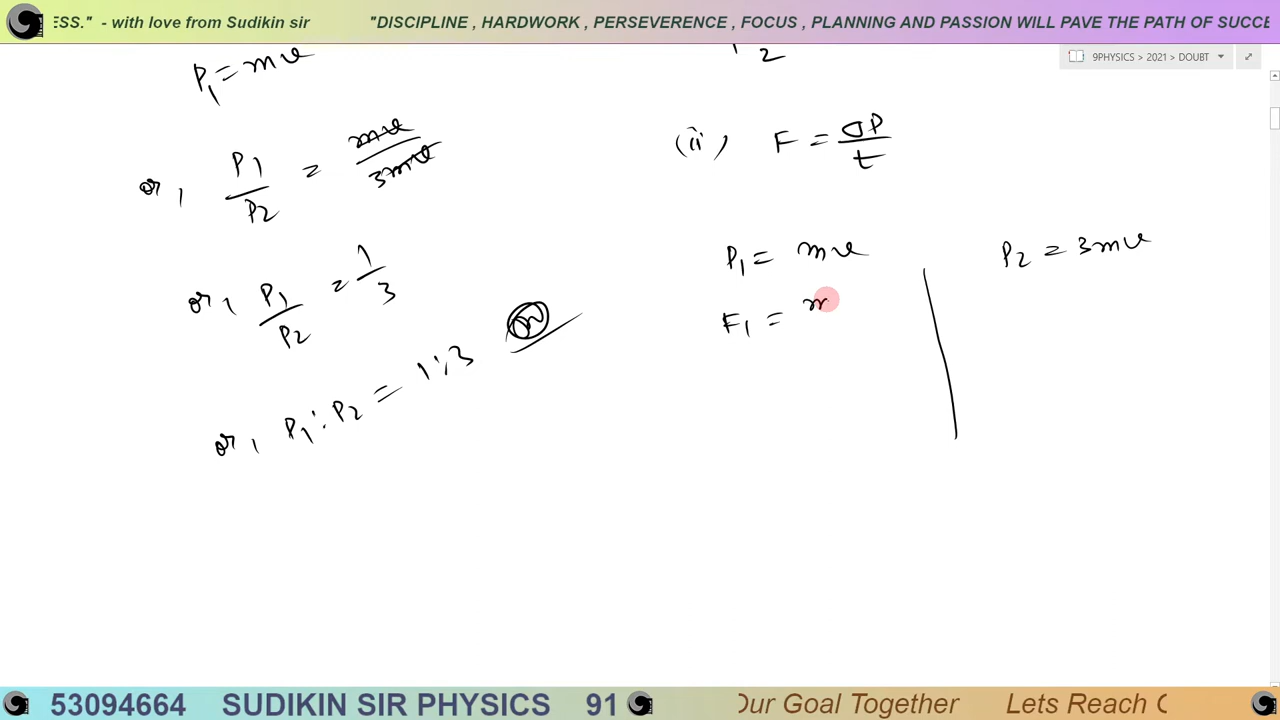 ESS." - with love from Sudikin sir "DISCIPLINE , HARDWORK , PERSEVERENCE , FOCUS , PLANNING AND PASSION WILL PAVE THE PATH OF SUCCE
9PHYSICS > 2021 > DOUBT
P₁ = mv
2
or, P₁/P₂ = mv/3mv
or, P₁/P₂ = 1/3
or, P₁ : P₂ = 1:3
(ii) F = ΔP/t
P₁ = mv
P₂ = 3mv
F₁ = m
53094664 SUDIKIN SIR PHYSICS 91 Our Goal Together Lets Reach